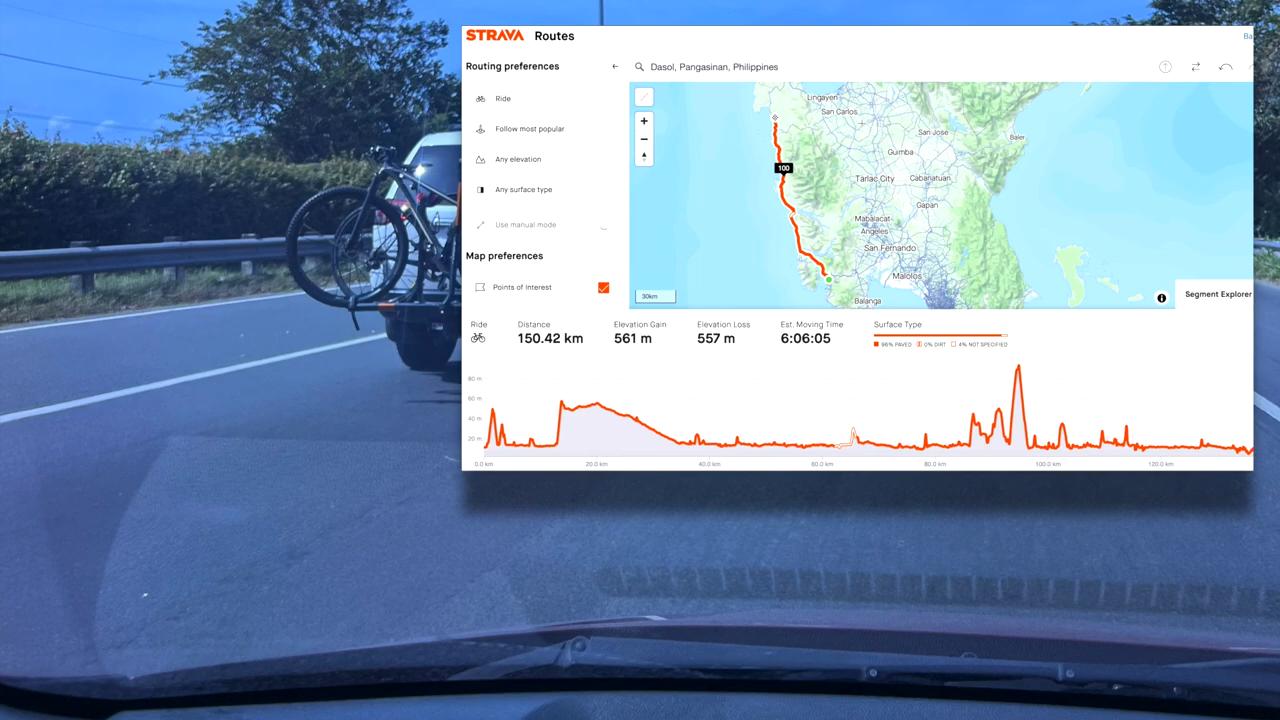 STRAVA Routes
Routing preferences
Ride
Follow most popular
Any elevation
Any surface type
Use manual mode
Map preferences
Points of Interest
Dasol, Pangasinan, Philippines
Lingayen
San Carlos
San Jose
Baler
Guimba
100
Tarlac City
Cabanatuan
Gapan
Mabalacat
Angeles
San Fernando
Malolos
Balanga
30km
Segment Explorer
Ride
Distance
150.42 km
Elevation Gain
561 m
Elevation Loss
557 m
Est. Moving Time
6:06:05
Surface Type
96% PAVED 0% DIRT 4% NOT SPECIFIED
80 m
60 m
40 m
20 m
0.0 km 20.0 km 40.0 km 60.0 km 80.0 km 100.0 km 120.0 km